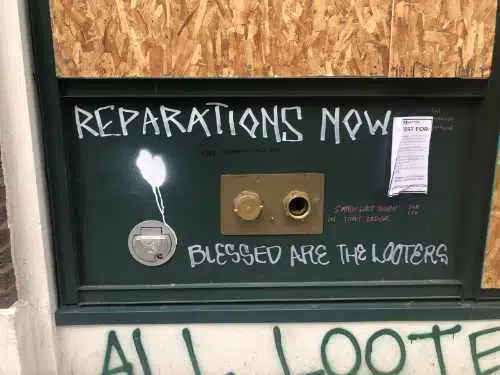 REPARATIONS NOW
BLESSED ARE THE LOOTERS
ALL LOOTE